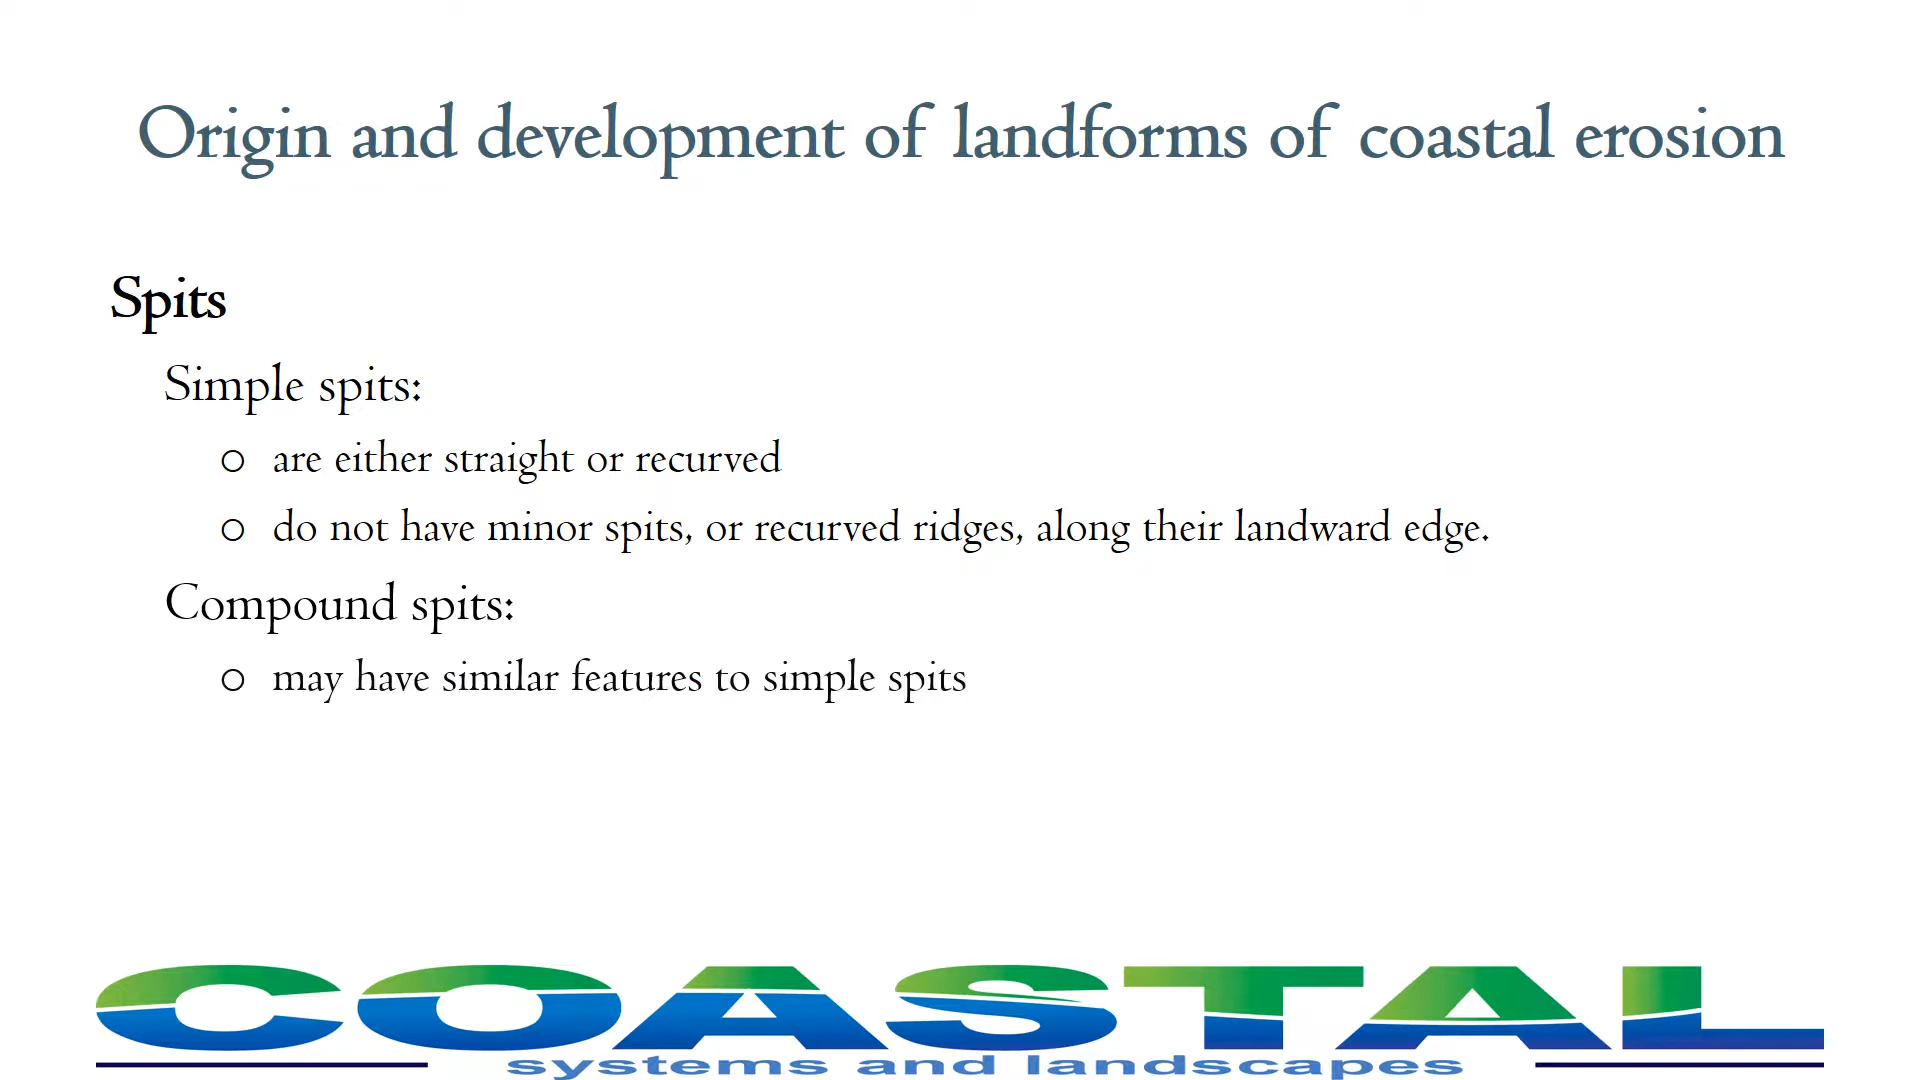 Origin and development of landforms of coastal erosion
Spits
Simple spits:
○ are either straight or recurved
○ do not have minor spits, or recurved ridges, along their landward edge.
Compound spits:
○ may have similar features to simple spits
COASTAL
systems and landscapes